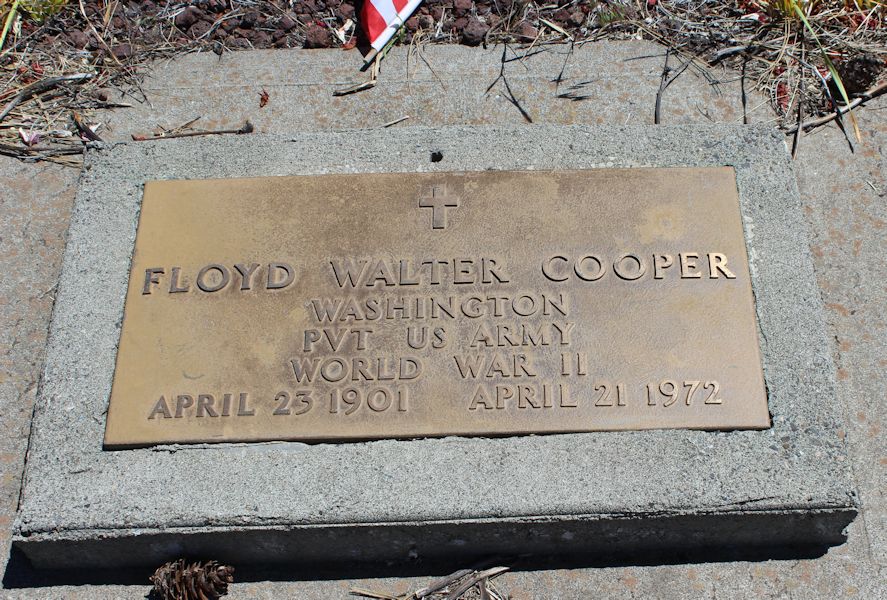 FLOYD WALTER COOPER
WASHINGTON
PVT US ARMY
WORLD WAR II
APRIL 23 1901 APRIL 21 1972